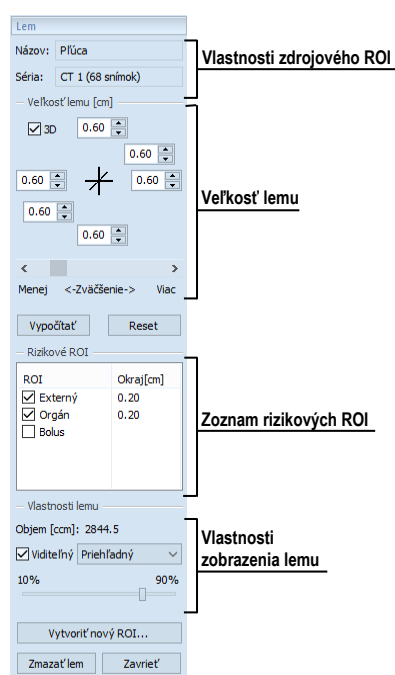 Lem
Názov: Pľúca
Séria: CT 1 (68 snímok)
Vlastnosti zdrojového ROI
Veľkosť lemu [cm]
3D 0.60
0.60
0.60 0.60
0.60
0.60
Veľkosť lemu
Menej <-Zväčšenie-> Viac
Vypočítať Reset
Rizikové ROI
ROI Okraj[cm]
Externý 0.20
Orgán 0.20
Bolus
Zoznam rizikových ROI
Vlastnosti lemu
Objem [ccm]: 2844.5
Viditeľný Priehľadný
10% 90%
Vlastnosti
zobrazenia lemu
Vytvoriť nový ROI...
Zmazať lem Zavrieť